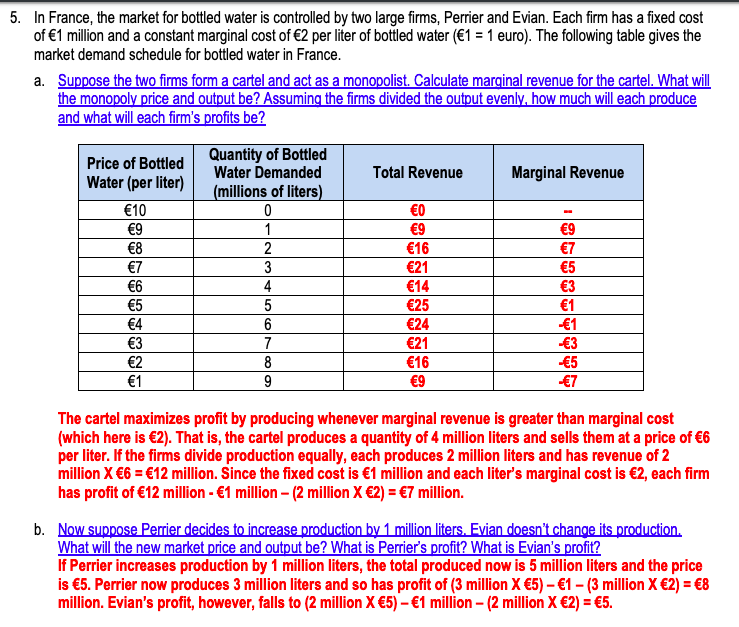 5. In France, the market for bottled water is controlled by two large firms, Perrier and Evian. Each firm has a fixed cost
of €1 million and a constant marginal cost of €2 per liter of bottled water (€1 = 1 euro). The following table gives the
market demand schedule for bottled water in France.
a. Suppose the two firms form a cartel and act as a monopolist. Calculate marginal revenue for the cartel. What will
the monopoly price and output be? Assuming the firms divided the output evenly, how much will each produce
and what will each firm's profits be?
Price of Bottled Water (per liter) Quantity of Bottled Water Demanded (millions of liters) Total Revenue Marginal Revenue
€10 0 €0 --
€9 1 €9 €9
€8 2 €16 €7
€7 3 €21 €5
€6 4 €14 €3
€5 5 €25 €1
€4 6 €24 -€1
€3 7 €21 -€3
€2 8 €16 -€5
€1 9 €9 -€7
The cartel maximizes profit by producing whenever marginal revenue is greater than marginal cost
(which here is €2). That is, the cartel produces a quantity of 4 million liters and sells them at a price of €6
per liter. If the firms divide production equally, each produces 2 million liters and has revenue of 2
million X €6 = €12 million. Since the fixed cost is €1 million and each liter's marginal cost is €2, each firm
has profit of €12 million - €1 million – (2 million X €2) = €7 million.
b. Now suppose Perrier decides to increase production by 1 million liters. Evian doesn't change its production.
What will the new market price and output be? What is Perrier's profit? What is Evian's profit?
If Perrier increases production by 1 million liters, the total produced now is 5 million liters and the price
is €5. Perrier now produces 3 million liters and so has profit of (3 million X €5) – €1 – (3 million X €2) = €8
million. Evian's profit, however, falls to (2 million X €5) – €1 million – (2 million X €2) = €5.